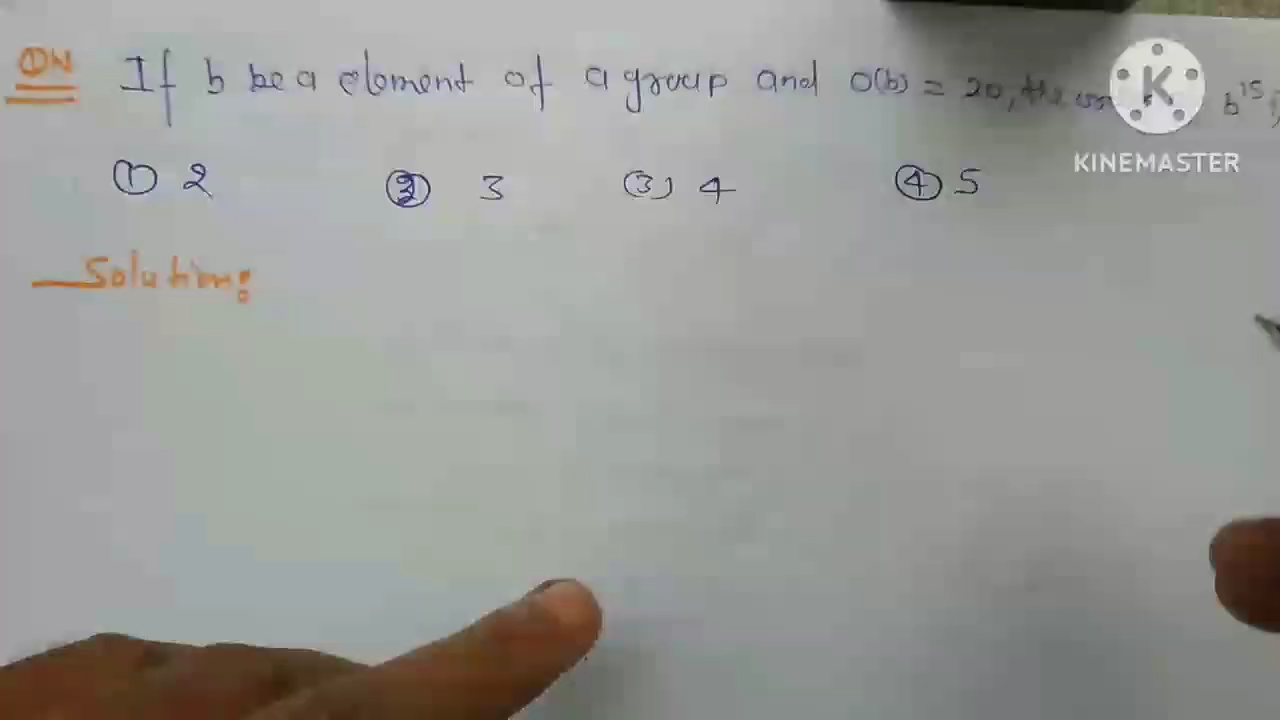 QN If b be a element of a group and O(b) = 20, the b¹⁵
① 2 ② 3 ③ 4 ④ 5
Solution:
KINEMASTER